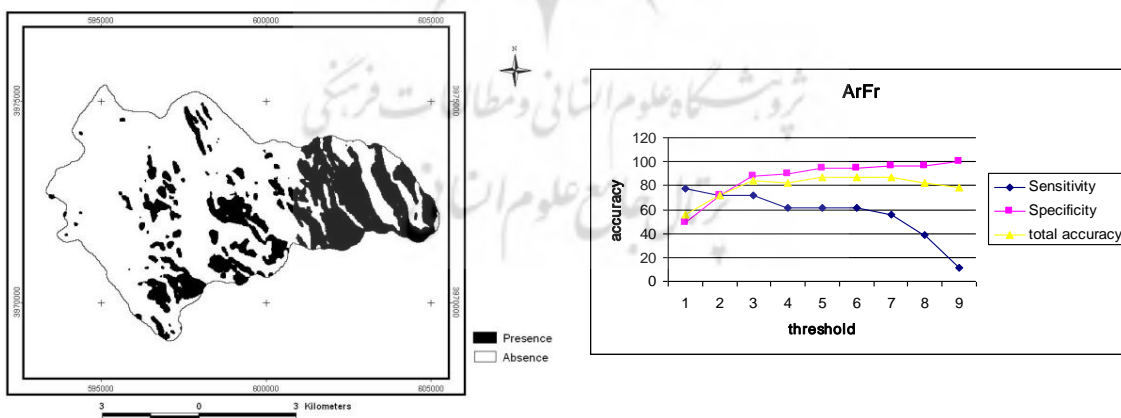 595000 600000 605000
N
3975000 3975000
3970000 3970000
Presence
Absence
595000 600000 605000
3 0 3 Kilometers
پژوهشگاه علوم انسانی و مطالعات فرهنگی
پرتال جامع علوم انسانی
ArFr
accuracy
120
100
80
60
40
20
0
1 2 3 4 5 6 7 8 9
threshold
Sensitivity
Specificity
total accuracy